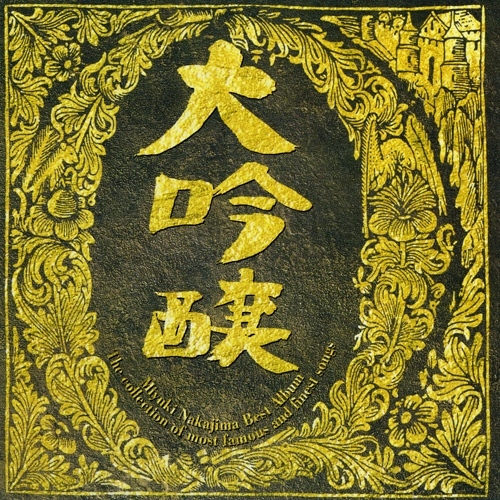 大吟醸
Miyuki Nakajima Best Album
The collection of most famous and finest songs